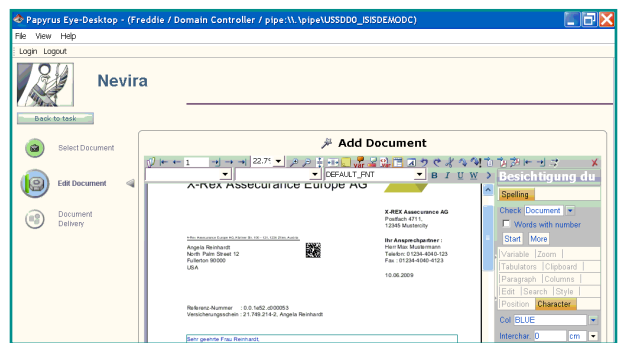 Papyrus Eye-Desktop - (Freddie / Domain Controller / pipe:\\.\pipe\USSDD0_ISISDEMODC)
File View Help
Login Logout
Nevira
Back to task
Select Document
Edit Document
Document
Delivery
Add Document
1 22.7%
DEFAULT_FNT B I U W
Besichtigung du
X-Rex Assecurance Europe AG
X-REX Assecurance AG
Postfach 4711,
12345 Mustercity
Angela Reinhardt
North Palm Street 12
Fullerton 90000
USA
Ihr Ansprechpartner :
Herr Max Mustermann
Telefon: 01234-4040-123
Fax : 01234-4040-4123
10.06.2009
Referenz-Nummer : 0.0.1e52.c000053
Versicherungsschein : 21.749.214-2, Angela Reinhardt
Sehr geehrte Frau Reinhardt,
Spelling
Check Document
Words with number
Start More
Variable Zoom
Tabulators Clipboard
Paragraph Columns
Edit Search Style
Position Character
Col BLUE
Interchar. 0 cm